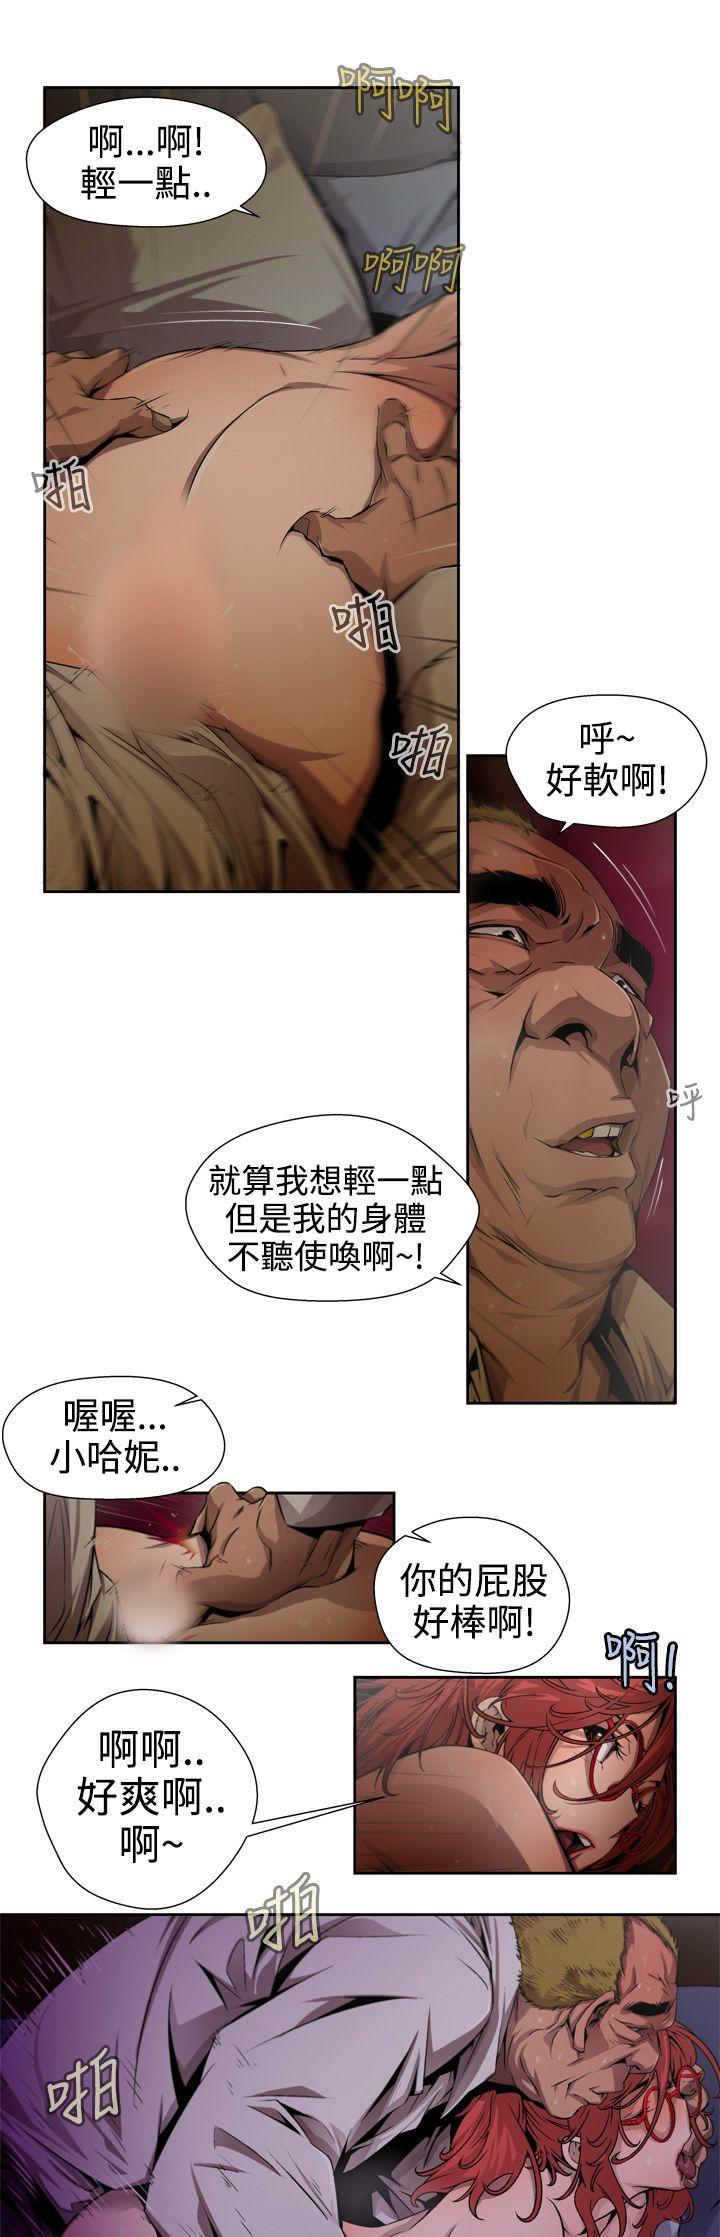 啊啊
啊...啊!
輕一點..
啊啊
啪
啪
啪
呼~
好軟啊!
呼
就算我想輕一點
但是我的身體
不聽使喚啊~!
喔喔...
小哈妮..
你的屁股
好棒啊!
啊!
啊啊..
好爽啊..
啊~
啪
啪